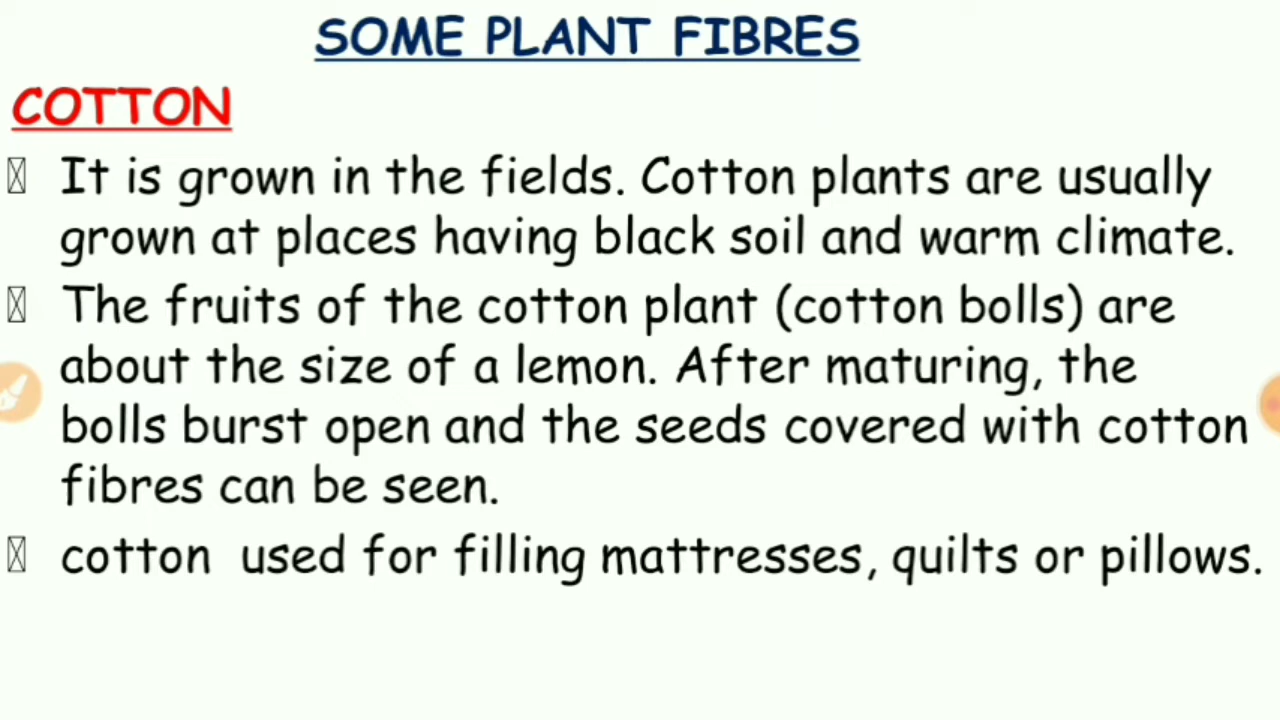 SOME PLANT FIBRES
COTTON
It is grown in the fields. Cotton plants are usually
grown at places having black soil and warm climate.
The fruits of the cotton plant (cotton bolls) are
about the size of a lemon. After maturing, the
bolls burst open and the seeds covered with cotton
fibres can be seen.
cotton used for filling mattresses, quilts or pillows.